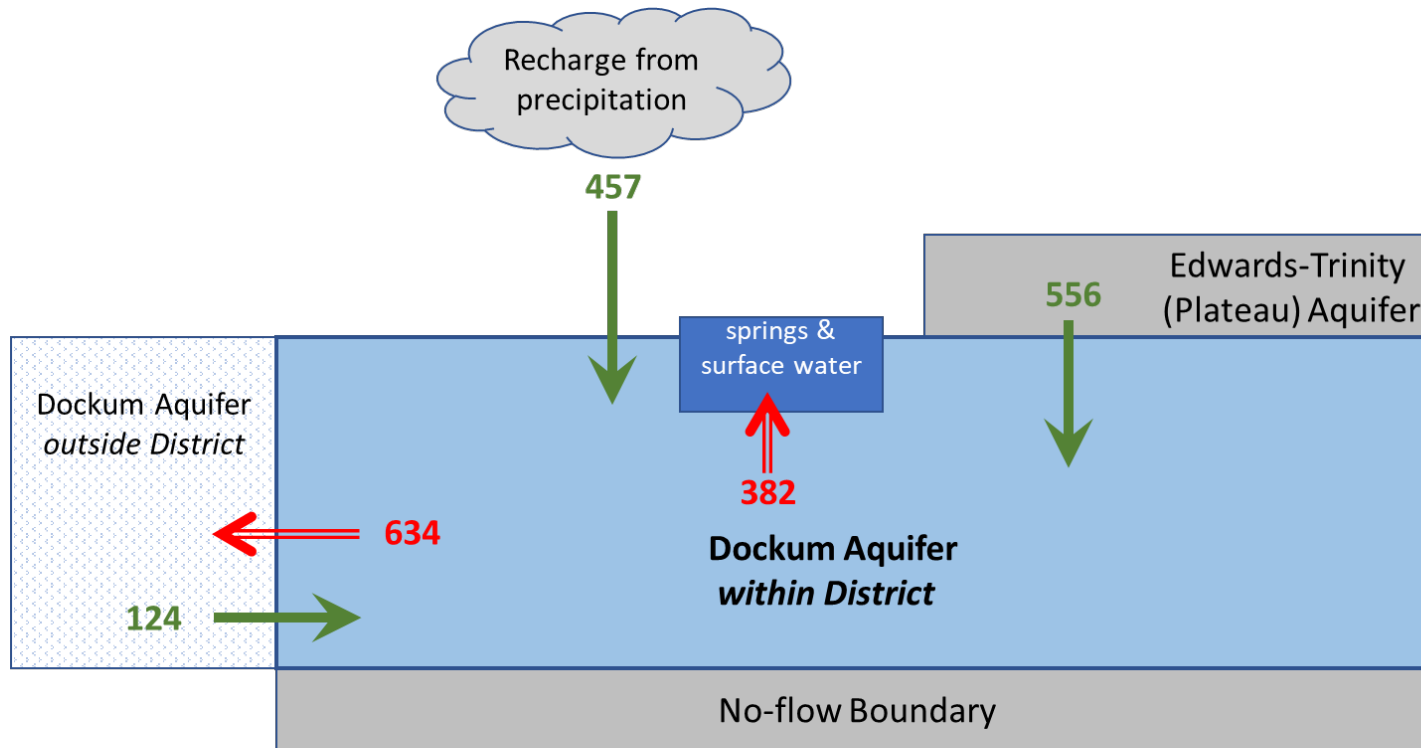 Recharge from
precipitation
457
Edwards-Trinity
(Plateau) Aquifer
556
springs &
surface water
Dockum Aquifer
outside District
382
634
Dockum Aquifer
within District
124
No-flow Boundary